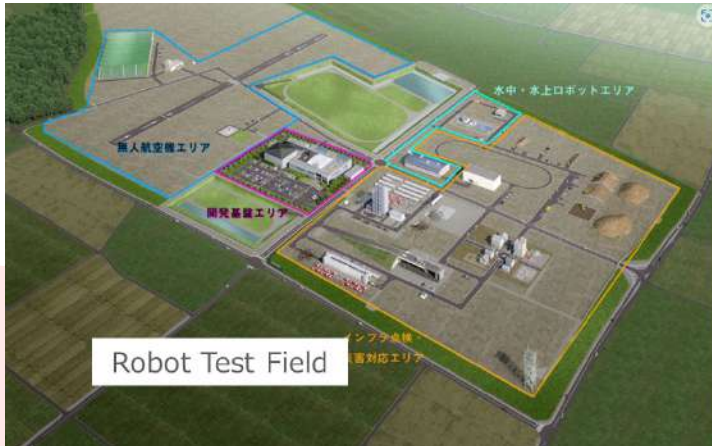 水中・水上ロボットエリア
無人航空機エリア
開発基盤エリア
インフラ点検・
災害対応エリア
Robot Test Field